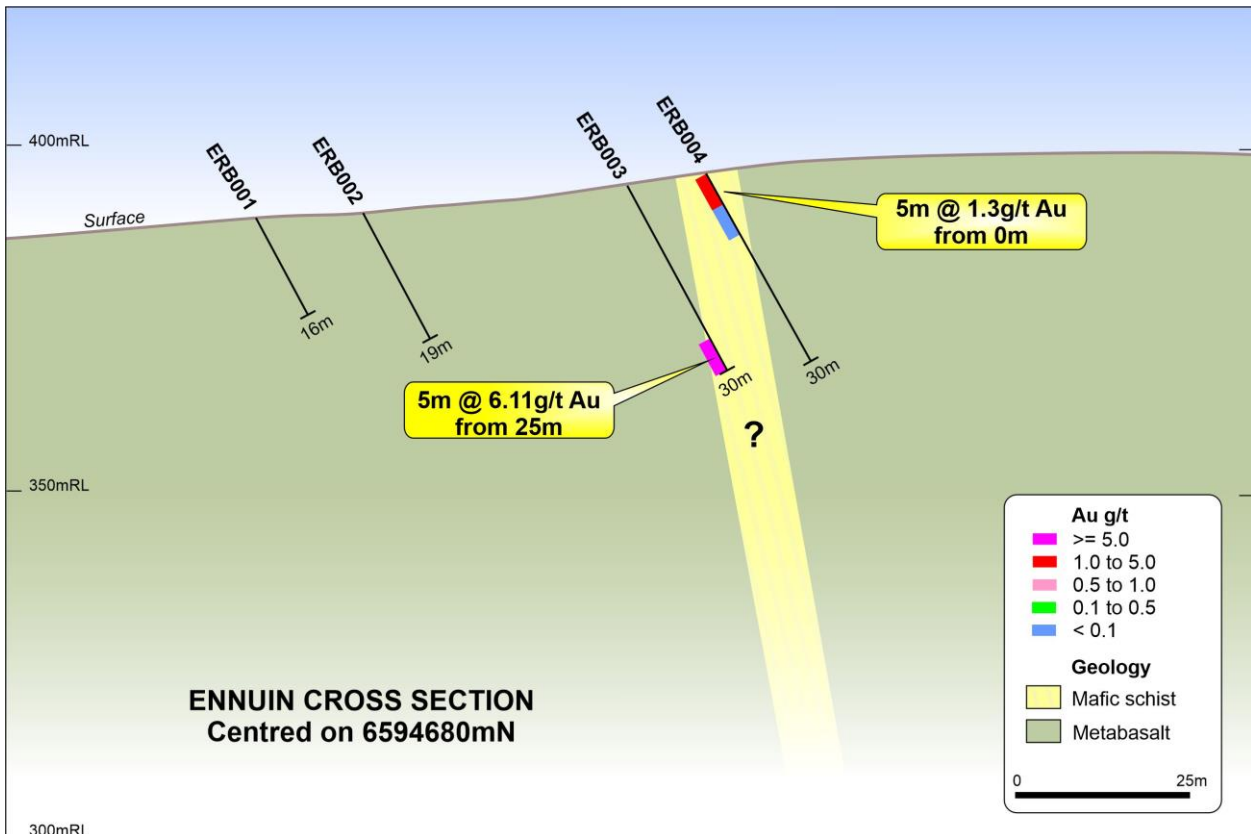 400mRL
ERB001
ERB002
ERB003
ERB004
Surface
5m @ 1.3g/t Au
from 0m
16m
19m
30m
30m
5m @ 6.11g/t Au
from 25m
?
350mRL
Au g/t
>= 5.0
1.0 to 5.0
0.5 to 1.0
0.1 to 0.5
< 0.1
Geology
Mafic schist
Metabasalt
0 25m
ENNUIN CROSS SECTION
Centred on 6594680mN
300mRL